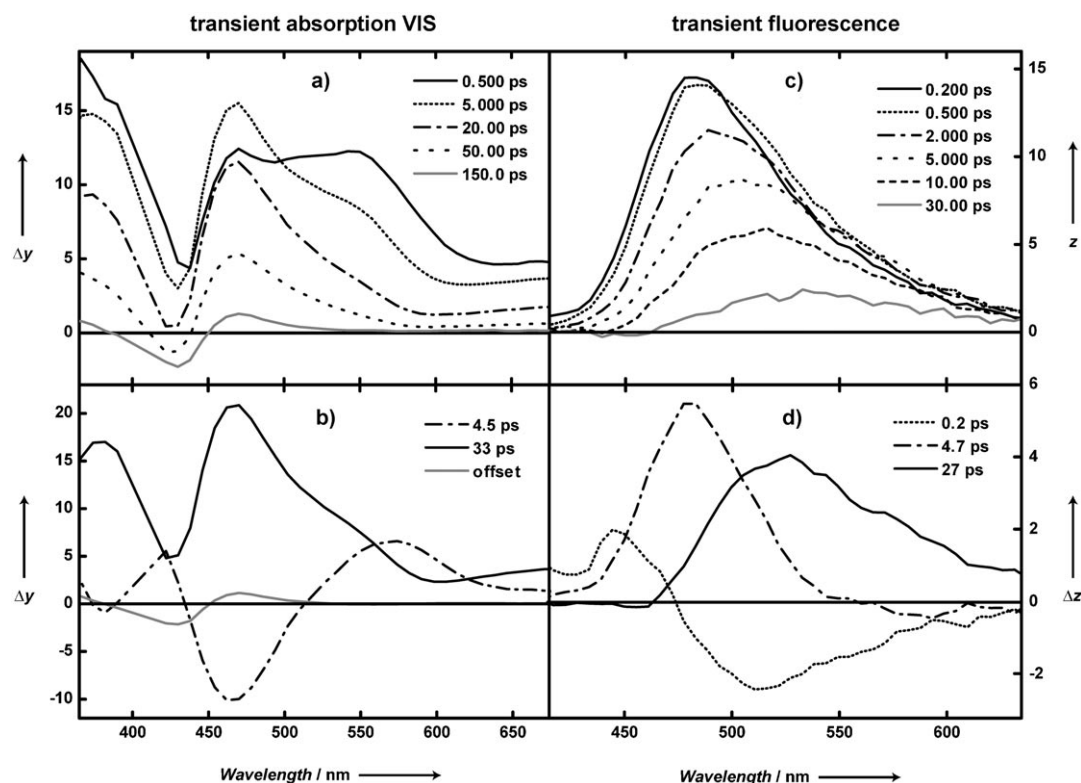 transient absorption VIS
transient fluorescence
a)
0.500 ps
5.000 ps
20.00 ps
50.00 ps
150.0 ps
15
10
5
0
Δy
c)
0.200 ps
0.500 ps
2.000 ps
5.000 ps
10.00 ps
30.00 ps
15
10
5
0
z
b)
4.5 ps
33 ps
offset
20
15
10
5
0
-5
-10
Δy
d)
0.2 ps
4.7 ps
27 ps
6
4
2
0
-2
Δz
400 450 500 550 600 650
450 500 550 600
Wavelength / nm
Wavelength / nm